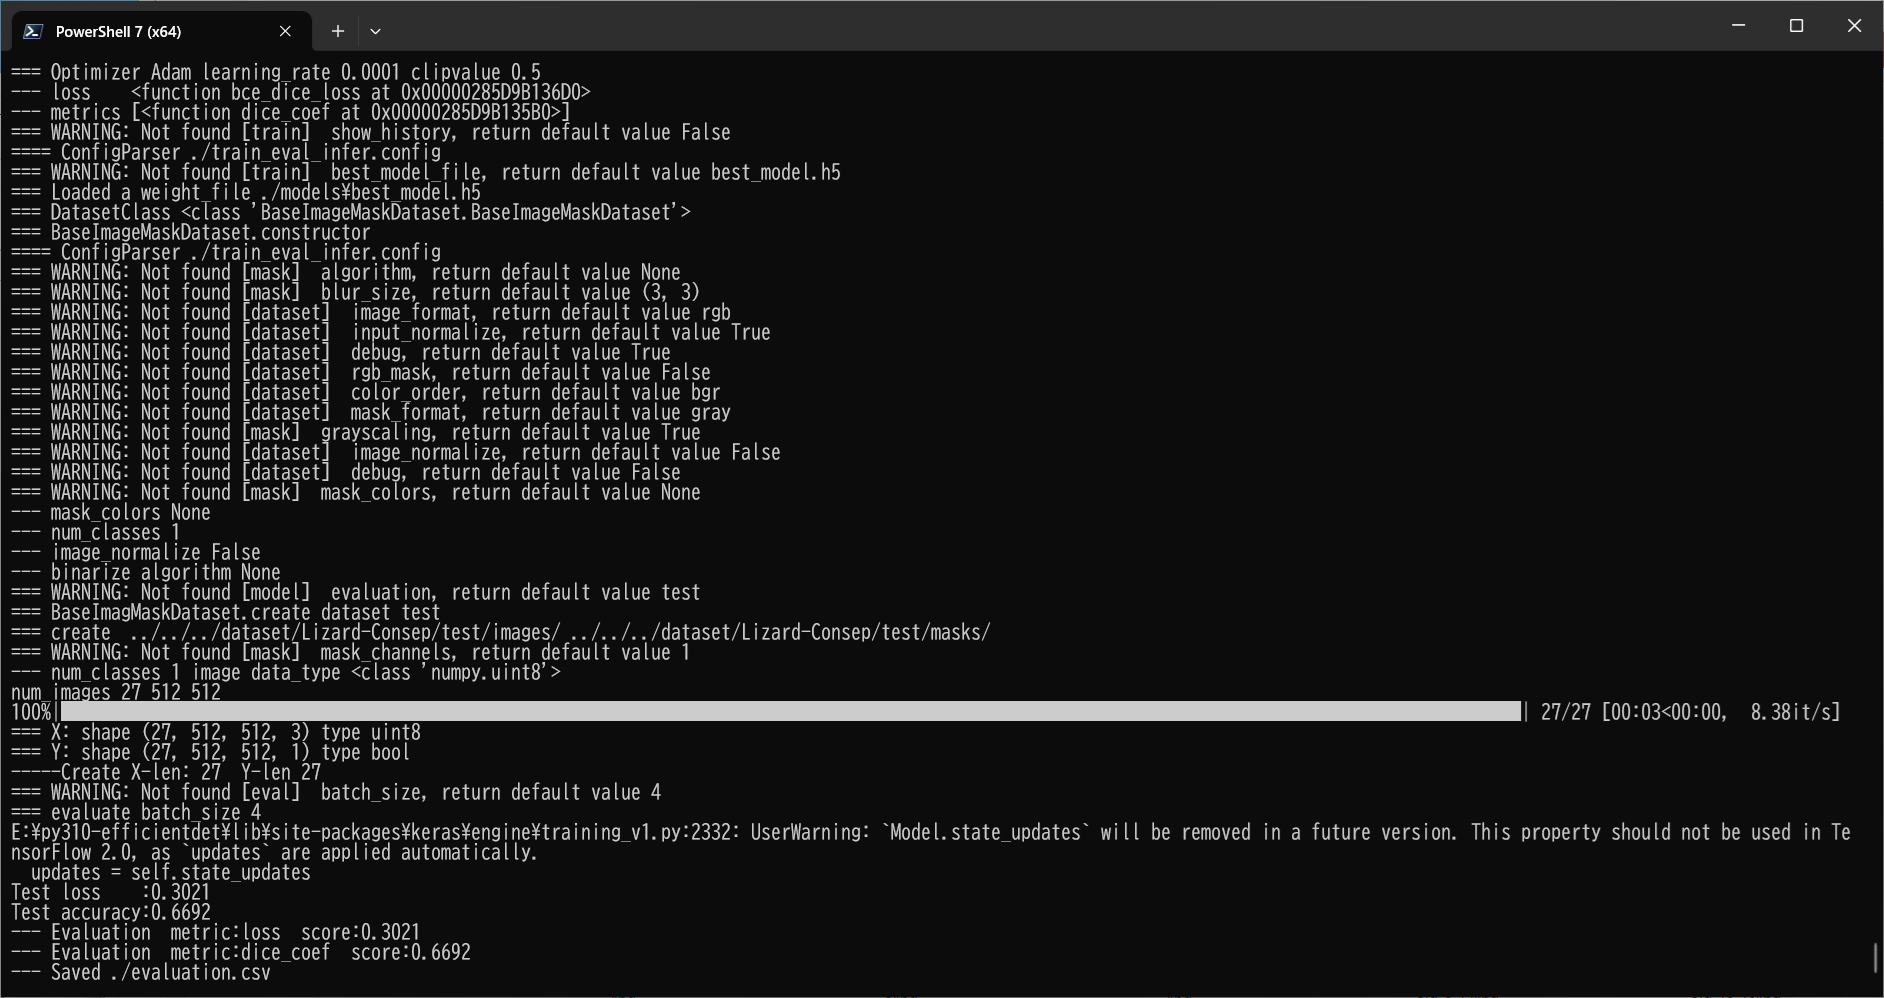 PowerShell 7 (x64)
=== Optimizer Adam learning_rate 0.0001 clipvalue 0.5
--- loss    <function bce_dice_loss at 0x00000285D9B136D0>
--- metrics [<function dice_coef at 0x00000285D9B135B0>]
=== WARNING: Not found [train]  show_history, return default value False
==== ConfigParser ./train_eval_infer.config
=== WARNING: Not found [train]  best_model_file, return default value best_model.h5
=== Loaded a weight_file ./models¥best_model.h5
=== DatasetClass <class 'BaseImageMaskDataset.BaseImageMaskDataset'>
=== BaseImageMaskDataset.constructor
==== ConfigParser ./train_eval_infer.config
=== WARNING: Not found [mask]  algorithm, return default value None
=== WARNING: Not found [mask]  blur_size, return default value (3, 3)
=== WARNING: Not found [dataset]  image_format, return default value rgb
=== WARNING: Not found [dataset]  input_normalize, return default value True
=== WARNING: Not found [dataset]  debug, return default value True
=== WARNING: Not found [dataset]  rgb_mask, return default value False
=== WARNING: Not found [dataset]  color_order, return default value bgr
=== WARNING: Not found [dataset]  mask_format, return default value gray
=== WARNING: Not found [mask]  grayscaling, return default value True
=== WARNING: Not found [dataset]  image_normalize, return default value False
=== WARNING: Not found [dataset]  debug, return default value False
=== WARNING: Not found [mask]  mask_colors, return default value None
--- mask_colors None
--- num_classes 1
--- image_normalize False
--- binarize algorithm None
=== WARNING: Not found [model]  evaluation, return default value test
=== BaseImagMaskDataset.create dataset test
=== create  ../../../dataset/Lizard-Consep/test/images/ ../../../dataset/Lizard-Consep/test/masks/
=== WARNING: Not found [mask]  mask_channels, return default value 1
--- num_classes 1 image data_type <class 'numpy.uint8'>
num_images 27 512 512
100%| | 27/27 [00:03<00:00,  8.38it/s]
=== X: shape (27, 512, 512, 3) type uint8
=== Y: shape (27, 512, 512, 1) type bool
-----Create X-len: 27  Y-len 27
=== WARNING: Not found [eval]  batch_size, return default value 4
=== evaluate batch_size 4
E:¥py310-efficientdet¥lib¥site-packages¥keras¥engine¥training_v1.py:2332: UserWarning: `Model.state_updates` will be removed in a future version. This property should not be used in Te
nsorFlow 2.0, as `updates` are applied automatically.
  updates = self.state_updates
Test loss    :0.3021
Test accuracy:0.6692
--- Evaluation  metric:loss  score:0.3021
--- Evaluation  metric:dice_coef  score:0.6692
--- Saved ./evaluation.csv